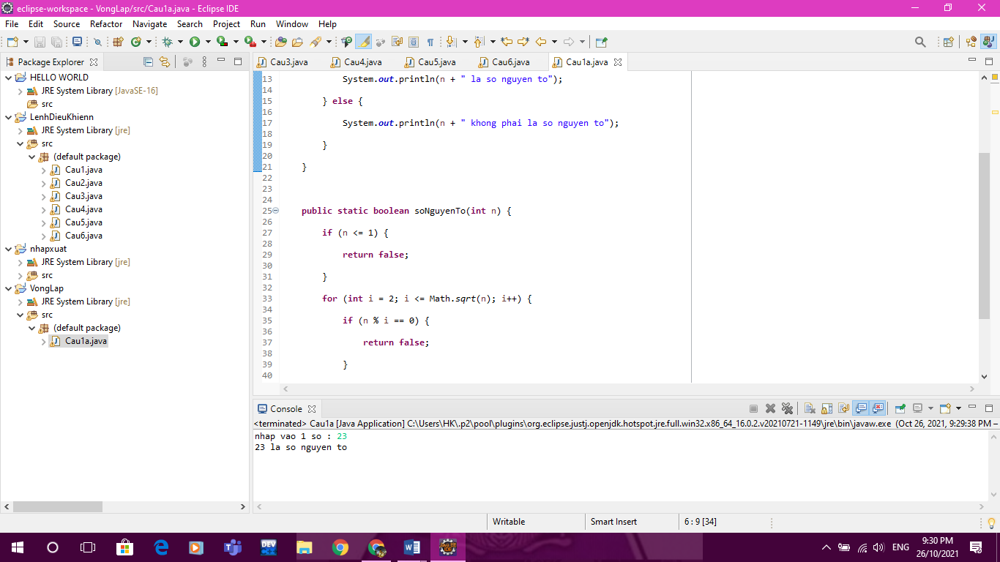 eclipse-workspace - VongLap/src/Cau1a.java - Eclipse IDE
File Edit Source Refactor Navigate Search Project Run Window Help
Package Explorer
HELLO WORLD
JRE System Library [JavaSE-16]
src
LenhDieuKhienn
JRE System Library [jre]
src
(default package)
Cau1.java
Cau2.java
Cau3.java
Cau4.java
Cau5.java
Cau6.java
nhapxuat
JRE System Library [jre]
src
VongLap
JRE System Library [jre]
src
(default package)
Cau1a.java
Cau3.java Cau4.java Cau5.java Cau6.java Cau1a.java
13 System.out.println(n + " la so nguyen to");
14
15 } else {
16
17 System.out.println(n + " khong phai la so nguyen to");
18
19 }
20
21 }
22
23
24
25 public static boolean soNguyenTo(int n) {
26
27 if (n <= 1) {
28
29 return false;
30
31 }
32
33 for (int i = 2; i <= Math.sqrt(n); i++) {
34
35 if (n % i == 0) {
36
37 return false;
38
39 }
40
Console
<terminated> Cau1a [Java Application] C:\Users\HK\.p2\pool\plugins\org.eclipse.justj.openjdk.hotspot.jre.full.win32.x86_64_16.0.2.v20210721-1149\jre\bin\javaw.exe (Oct 26, 2021, 9:29:38 PM –
nhap vao 1 so : 23
23 la so nguyen to
Writable Smart Insert 6 : 9 [34]
DEV
ENG
9:30 PM
26/10/2021